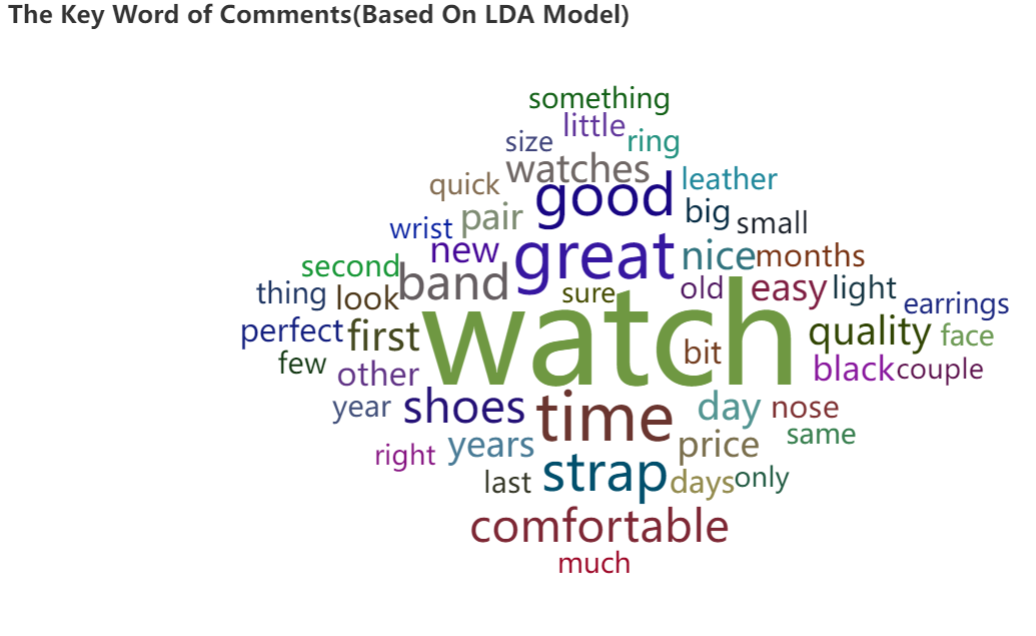 The Key Word of Comments(Based On LDA Model)
something
little
size
ring
watches
quick
leather
good
pair
big
small
wrist
new
great
nice
months
second
band
thing
look
sure
old
easy
light
earrings
perfect
first
watch
bit
quality
face
few
other
black
couple
year
shoes
time
day
nose
same
right
years
price
last
strap
days
only
comfortable
much